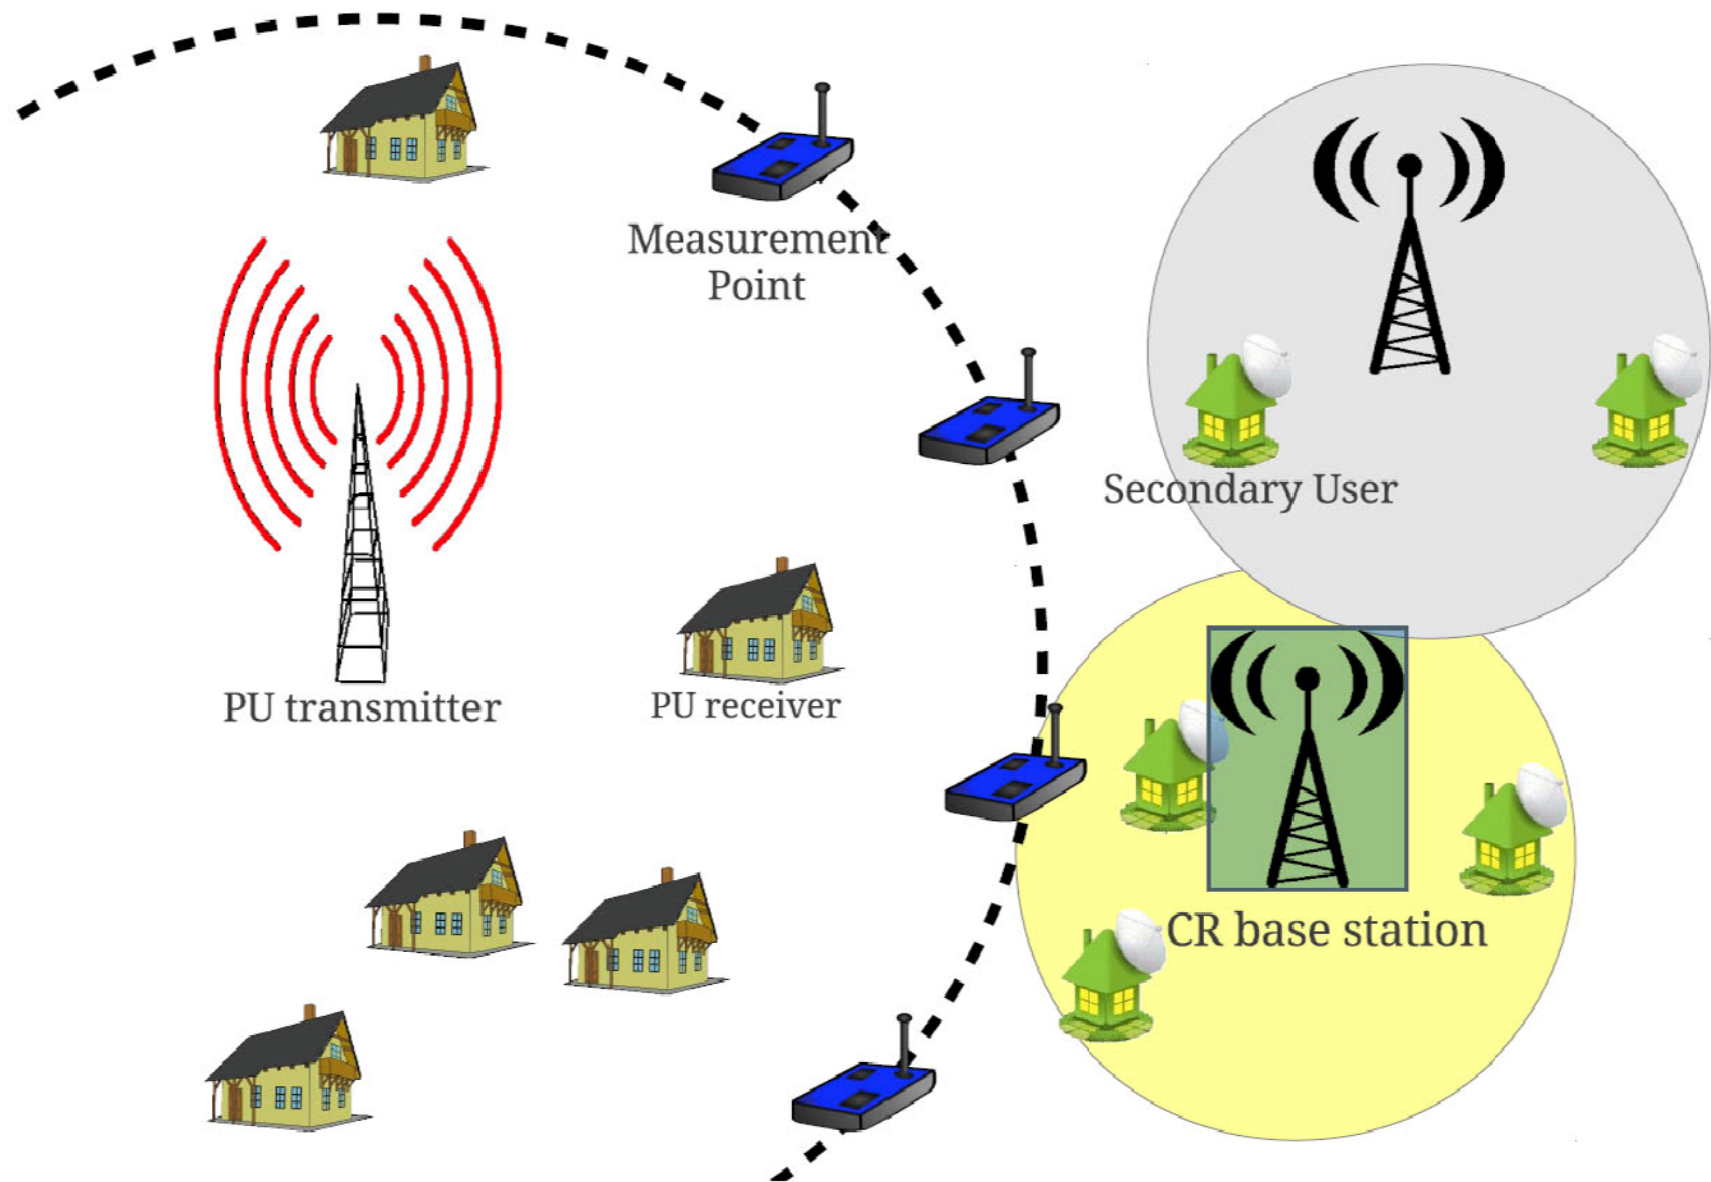 Measurement
Point
Secondary User
PU transmitter
PU receiver
CR base station